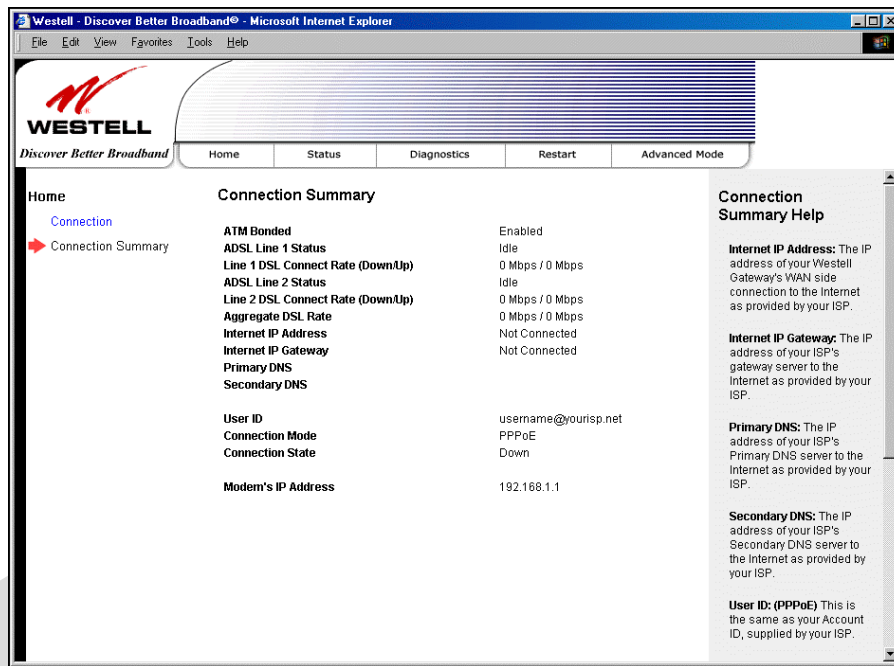 Westell - Discover Better Broadband® - Microsoft Internet Explorer
File Edit View Favorites Tools Help
WESTELL
Discover Better Broadband
Home Status Diagnostics Restart Advanced Mode
Home
Connection
Connection Summary
Connection Summary
ATM Bonded Enabled
ADSL Line 1 Status Idle
Line 1 DSL Connect Rate (Down/Up) 0 Mbps / 0 Mbps
ADSL Line 2 Status Idle
Line 2 DSL Connect Rate (Down/Up) 0 Mbps / 0 Mbps
Aggregate DSL Rate 0 Mbps / 0 Mbps
Internet IP Address Not Connected
Internet IP Gateway Not Connected
Primary DNS
Secondary DNS
User ID username@yourisp.net
Connection Mode PPPoE
Connection State Down
Modem's IP Address 192.168.1.1
Connection
Summary Help
Internet IP Address: The IP
address of your Westell
Gateway's WAN side
connection to the Internet
as provided by your ISP.
Internet IP Gateway: The IP
address of your ISP's
gateway server to the
Internet as provided by your
ISP.
Primary DNS: The IP
address of your ISP's
Primary DNS server to the
Internet as provided by your
ISP.
Secondary DNS: The IP
address of your ISP's
Secondary DNS server to
the Internet as provided by
your ISP.
User ID: (PPPoE) This is
the same as your Account
ID, supplied by your ISP.